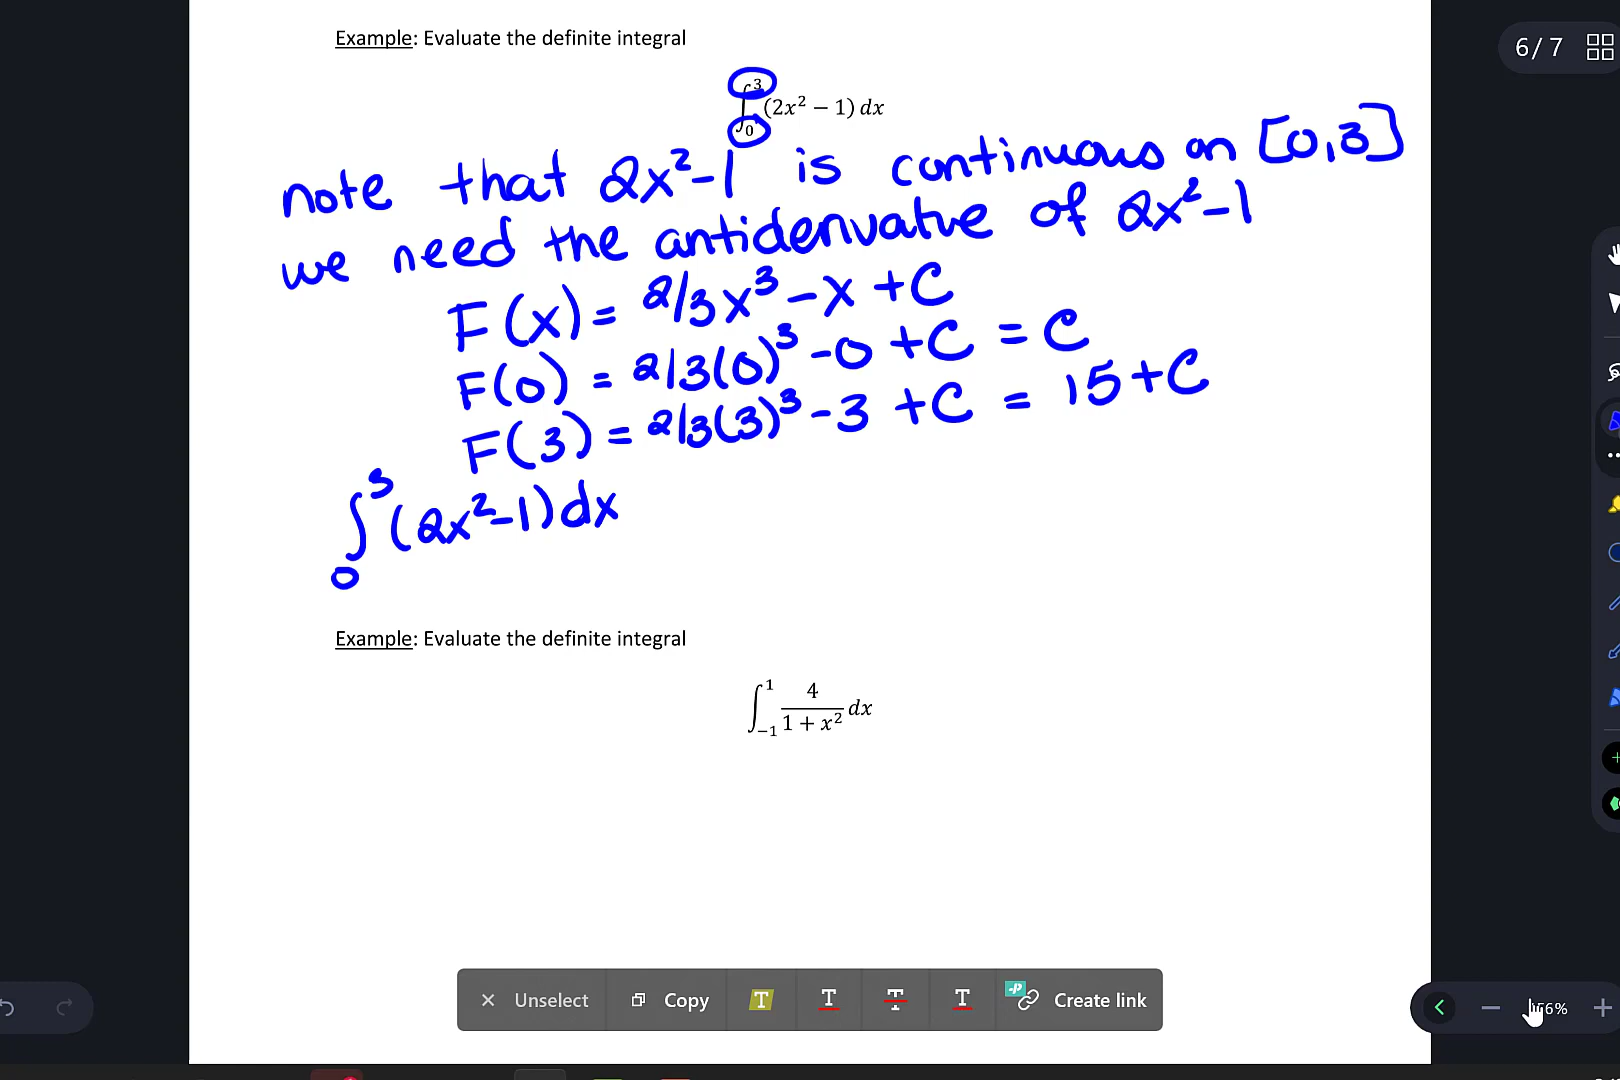 Example: Evaluate the definite integral
∫₀³ (2x² − 1) dx
note that 2x²-1 is continuous on [0,3]
we need the antiderivative of 2x²-1
F(x) = 2/3x³ - x + C
F(0) = 2/3(0)³ - 0 + C = C
F(3) = 2/3(3)³ - 3 + C = 15 + C
∫₀³ (2x²-1)dx
Example: Evaluate the definite integral
∫₋₁¹ 4/(1 + x²) dx
6 / 7
× Unselect Copy T T T T Create link